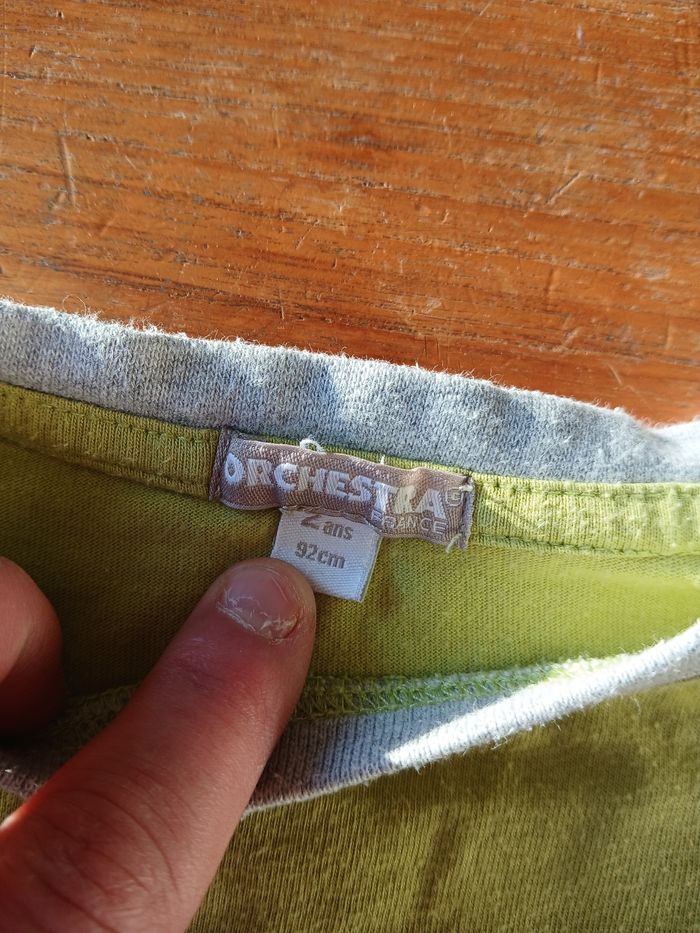 ORCHESTRA
FRANCE
2 ans
92cm